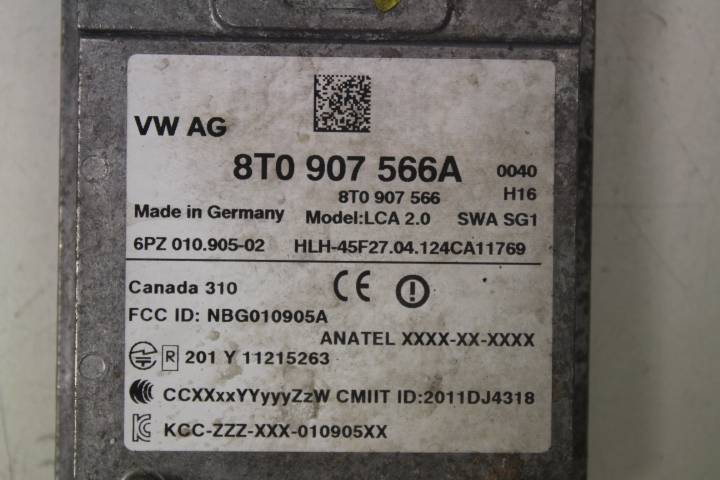 VW AG
8T0 907 566A 0040
8T0 907 566 H16
Made in Germany Model:LCA 2.0 SWA SG1
6PZ 010.905-02 HLH-45F27.04.124CA11769
Canada 310 CE
FCC ID: NBG010905A
ANATEL XXXX-XX-XXXX
R 201 Y 11215263
CCXXxxYYyyyZzW CMIIT ID:2011DJ4318
KCC-ZZZ-XXX-010905XX